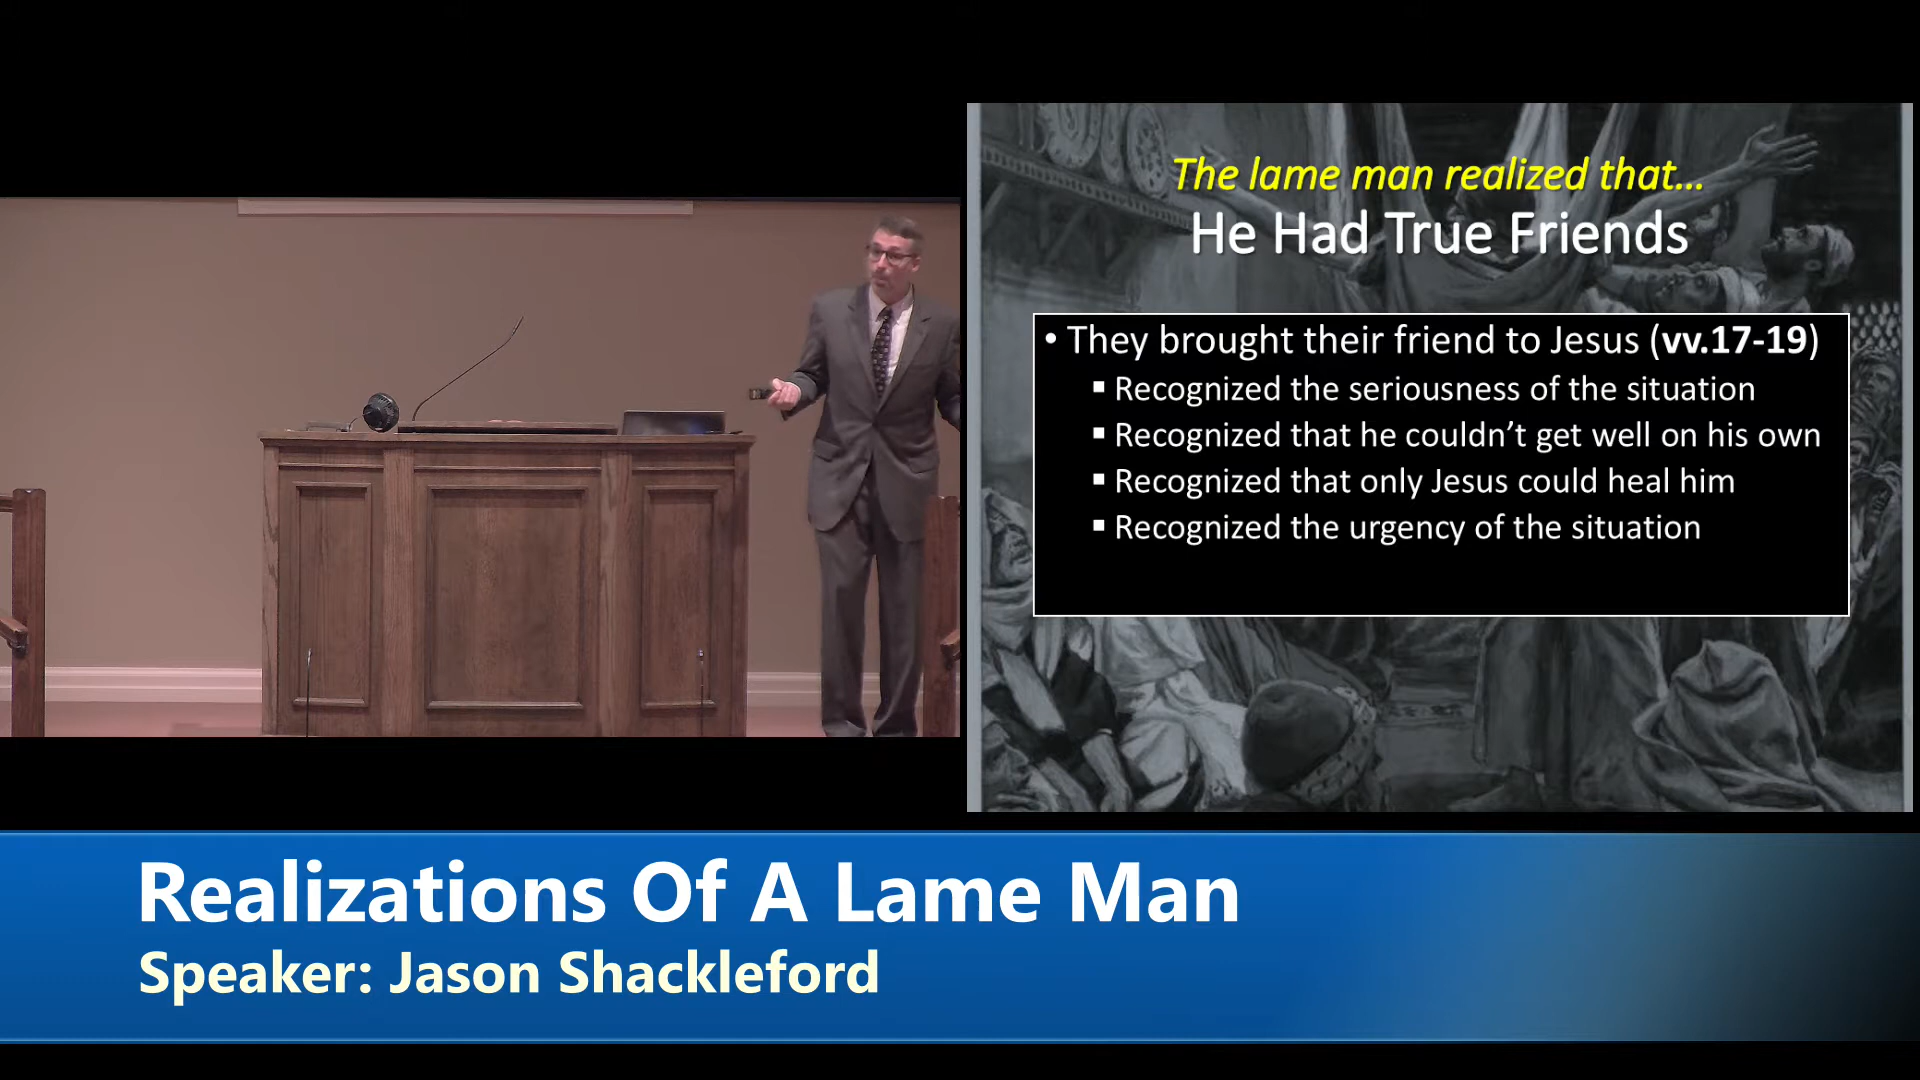 The lame man realized that...
He Had True Friends
• They brought their friend to Jesus (vv.17-19)
▪ Recognized the seriousness of the situation
▪ Recognized that he couldn’t get well on his own
▪ Recognized that only Jesus could heal him
▪ Recognized the urgency of the situation
Realizations Of A Lame Man
Speaker: Jason Shackleford